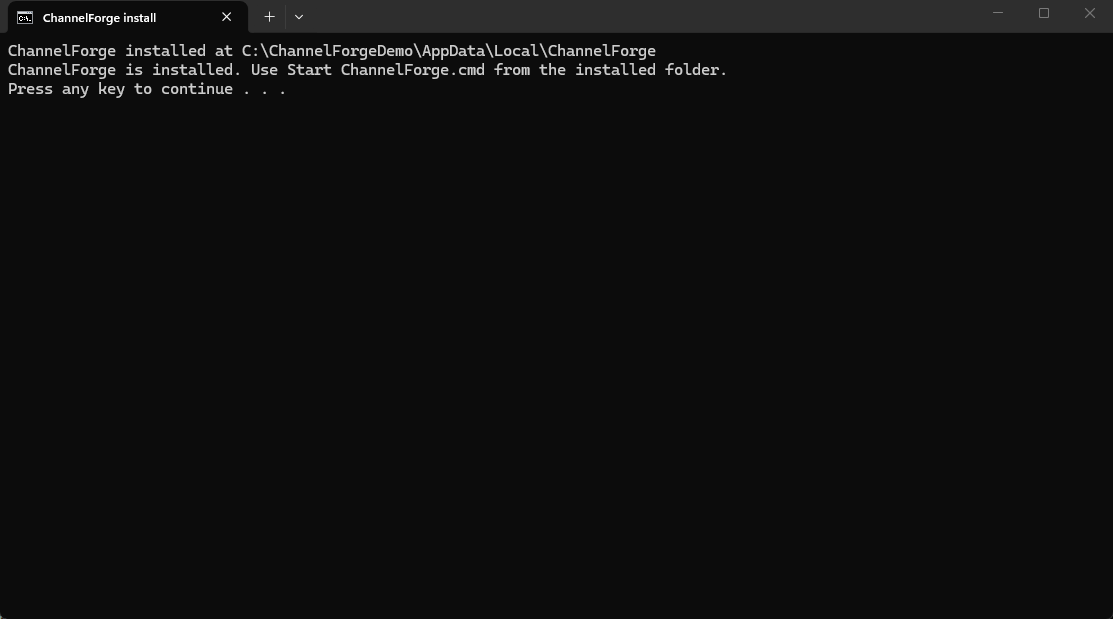 ChannelForge install
ChannelForge installed at C:\ChannelForgeDemo\AppData\Local\ChannelForge
ChannelForge is installed. Use Start ChannelForge.cmd from the installed folder.
Press any key to continue . . .